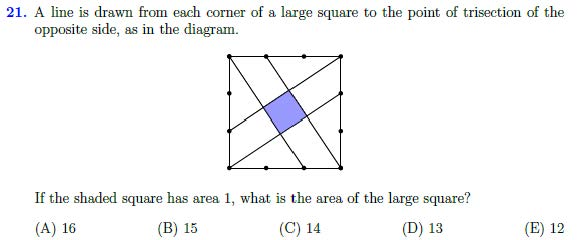 21. A line is drawn from each corner of a large square to the point of trisection of the
opposite side, as in the diagram.
If the shaded square has area 1, what is the area of the large square?
(A) 16 (B) 15 (C) 14 (D) 13 (E) 12